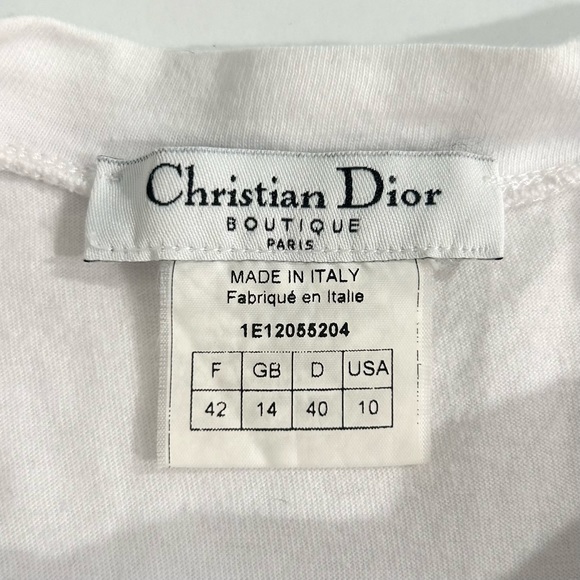 Christian Dior
BOUTIQUE
PARIS
MADE IN ITALY
Fabriqué en Italie
1E12055204
F GB D USA
42 14 40 10